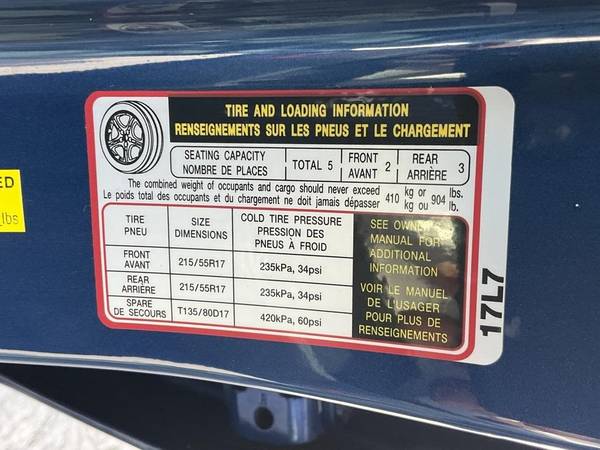 TIRE AND LOADING INFORMATION
RENSEIGNEMENTS SUR LES PNEUS ET LE CHARGEMENT
SEATING CAPACITY
NOMBRE DE PLACES
TOTAL 5
FRONT
AVANT 2
REAR
ARRIÈRE 3
The combined weight of occupants and cargo should never exceed 410 kg or 904 lbs.
Le poids total des occupants et du chargement ne doit jamais dépasser kg ou lb.
TIRE
PNEU
SIZE
DIMENSIONS
COLD TIRE PRESSURE
PRESSION DES
PNEUS À FROID
FRONT
AVANT
215/55R17
235kPa, 34psi
REAR
ARRIÈRE
215/55R17
235kPa, 34psi
SPARE
DE SECOURS
T135/80D17
420kPa, 60psi
SEE OWNER'S
MANUAL FOR
ADDITIONAL
INFORMATION
VOIR LE MANUEL
DE L'USAGER
POUR PLUS DE
RENSEIGNEMENTS
17L7
ED
lbs